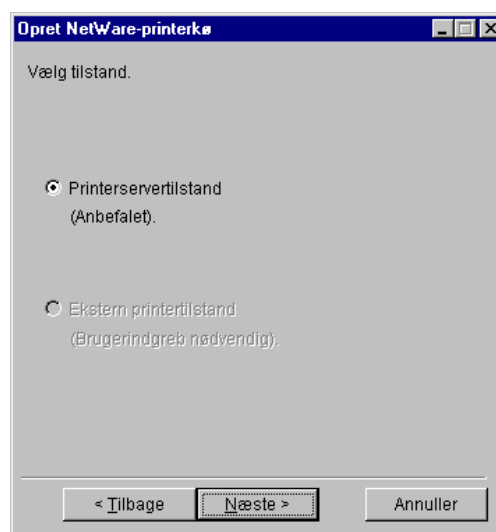 Opret NetWare-printerkø
Vælg tilstand.
Printerservertilstand
(Anbefalet).
Ekstern printertilstand
(Brugerindgreb nødvendig).
< Tilbage
Næste >
Annuller